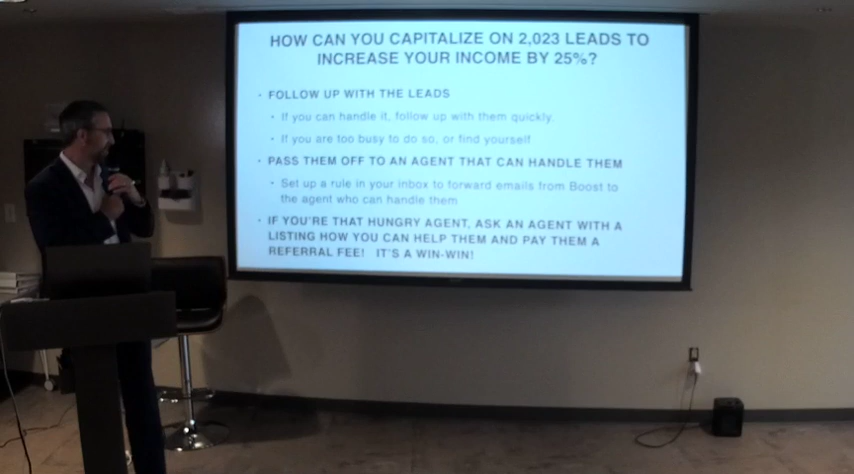 HOW CAN YOU CAPITALIZE ON 2,023 LEADS TO
INCREASE YOUR INCOME BY 25%?
• FOLLOW UP WITH THE LEADS
• If you can handle it, follow up with them quickly.
• If you are too busy to do so, or find yourself
• PASS THEM OFF TO AN AGENT THAT CAN HANDLE THEM
• Set up a rule in your inbox to forward emails from Boost to
the agent who can handle them
• IF YOU'RE THAT HUNGRY AGENT, ASK AN AGENT WITH A
LISTING HOW YOU CAN HELP THEM AND PAY THEM A
REFERRAL FEE! IT'S A WIN-WIN!